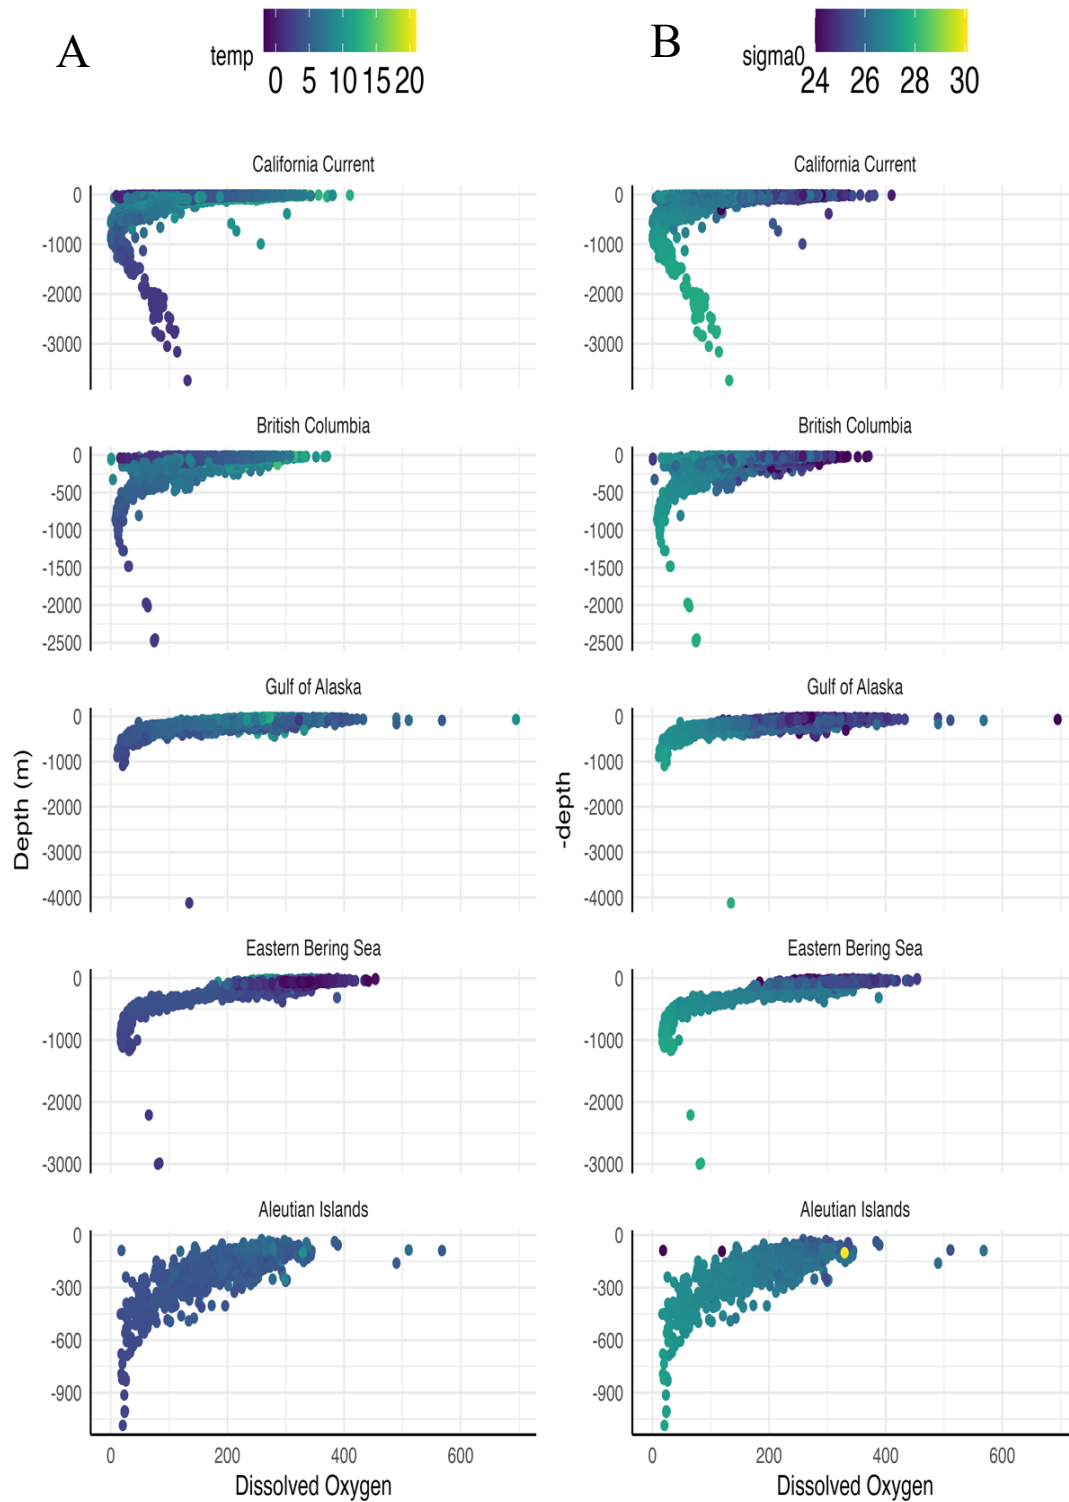 A
temp
0 5 10 15 20
B
sigma0
24 26 28 30
California Current
0
-1000
-2000
-3000
California Current
0
-1000
-2000
-3000
British Columbia
0
-500
-1000
-1500
-2000
-2500
British Columbia
0
-500
-1000
-1500
-2000
-2500
Depth (m)
Gulf of Alaska
0
-1000
-2000
-3000
-4000
-depth
Gulf of Alaska
0
-1000
-2000
-3000
-4000
Eastern Bering Sea
0
-1000
-2000
-3000
Eastern Bering Sea
0
-1000
-2000
-3000
Aleutian Islands
0
-300
-600
-900
Aleutian Islands
0
-300
-600
-900
0 200 400 600
Dissolved Oxygen
0 200 400 600
Dissolved Oxygen